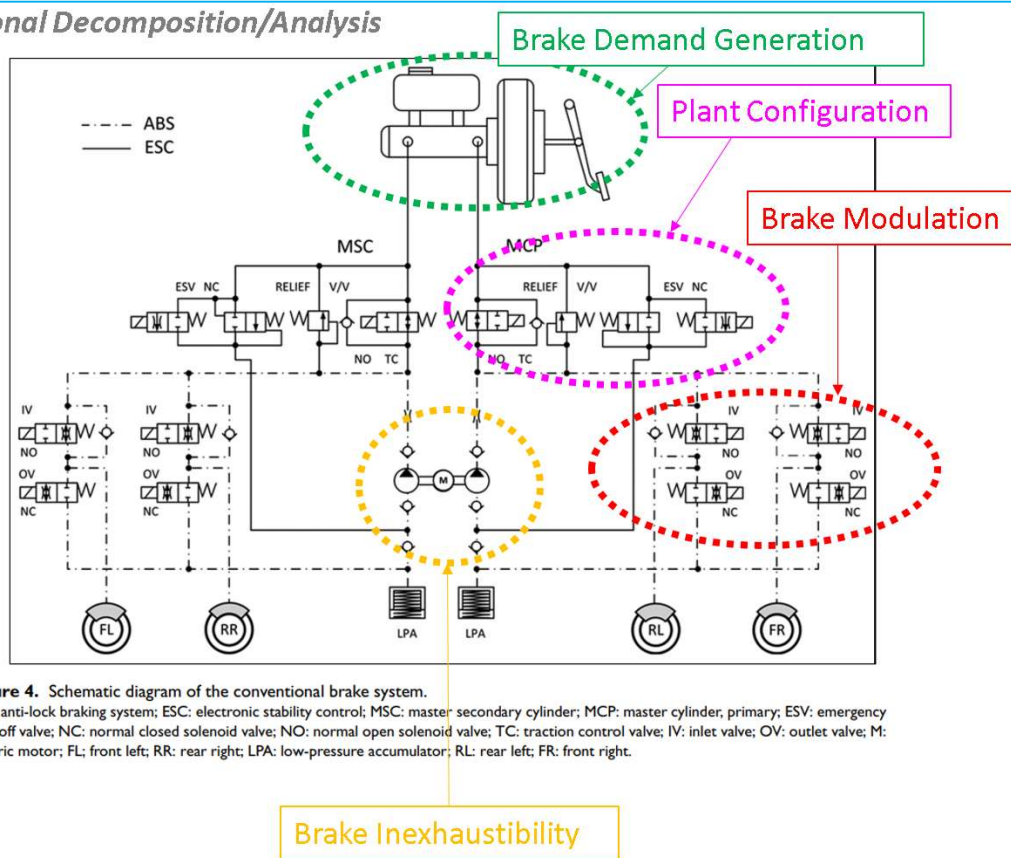 onal Decomposition/Analysis
Brake Demand Generation
Plant Configuration
Brake Modulation
ABS
ESC
MSC
MCP
ESV NC
RELIEF V/V
RELIEF V/V
ESV NC
NO TC
NO TC
IV
IV
IV
IV
NO
NO
NO
NO
OV
OV
OV
OV
NC
NC
NC
NC
M
FL
RR
LPA
LPA
RL
FR
ure 4. Schematic diagram of the conventional brake system.
anti-lock braking system; ESC: electronic stability control; MSC: master secondary cylinder; MCP: master cylinder, primary; ESV: emergency
off valve; NC: normal closed solenoid valve; NO: normal open solenoid valve; TC: traction control valve; IV: inlet valve; OV: outlet valve; M:
ric motor; FL; front left; RR: rear right; LPA: low-pressure accumulator; RL: rear left; FR: front right.
Brake Inexhaustibility